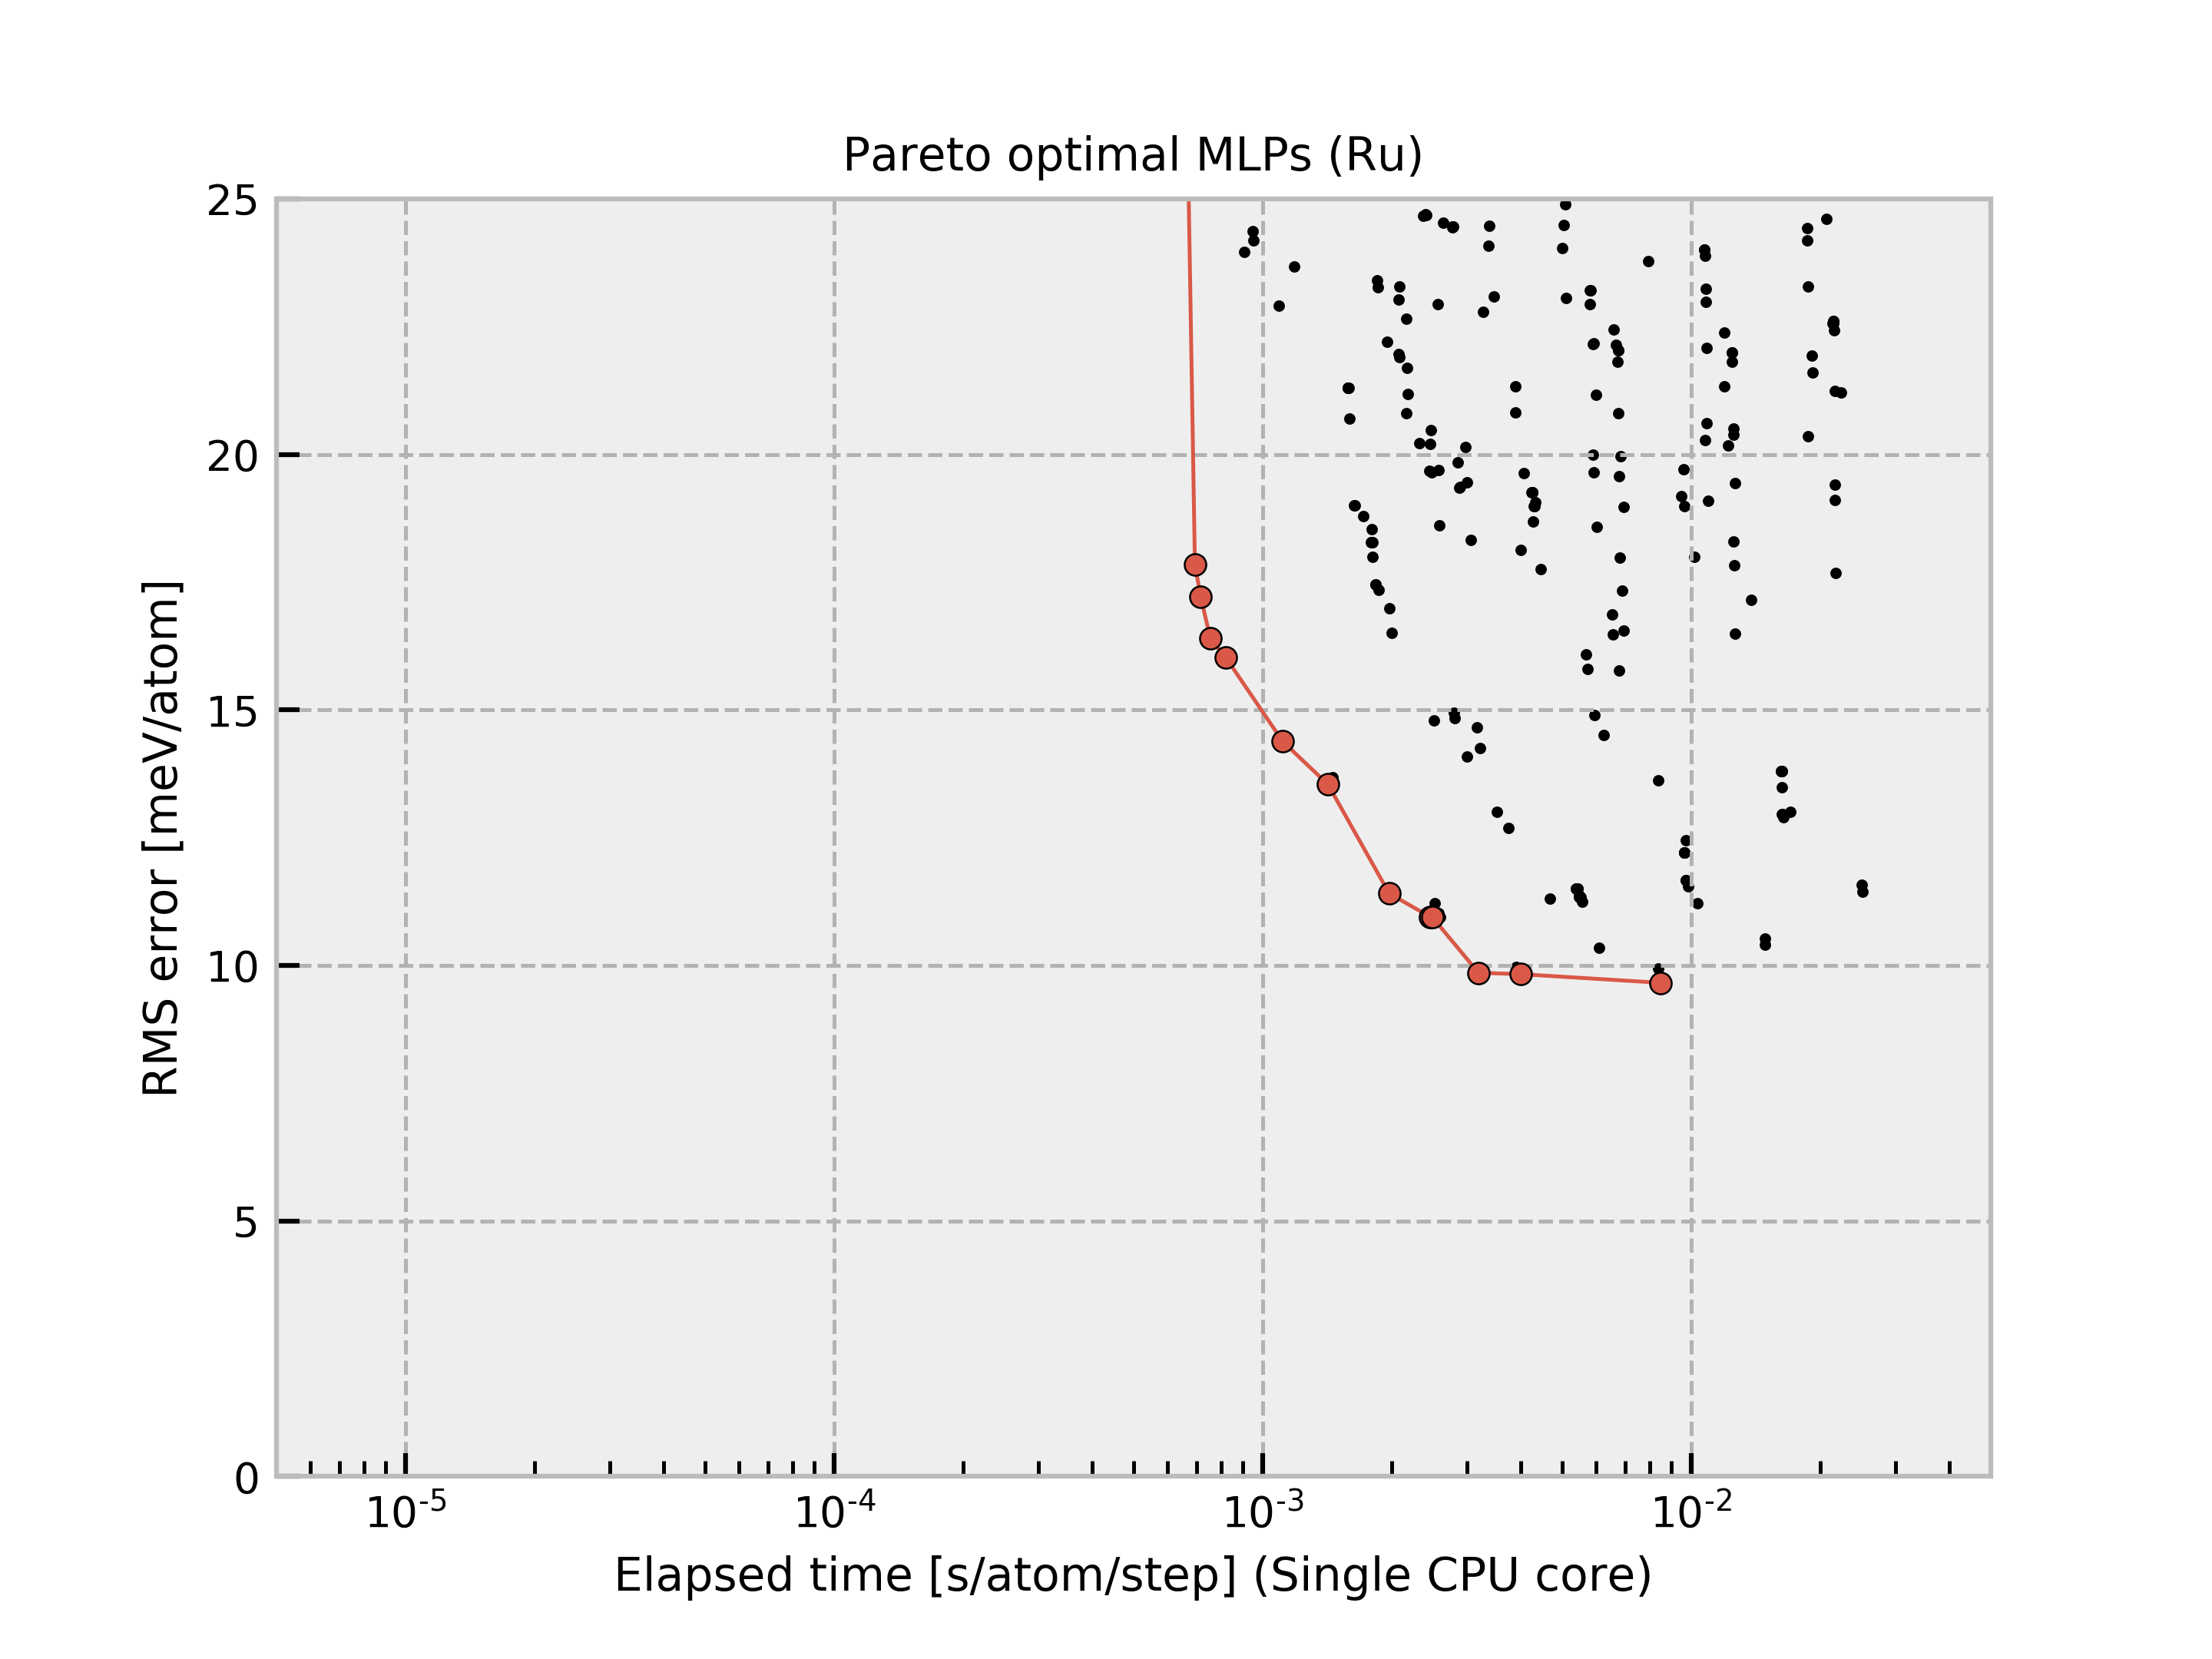 Pareto optimal MLPs (Ru)
25
20
15
10
5
0
RMS error [meV/atom]
10-5 10-4 10-3 10-2
Elapsed time [s/atom/step] (Single CPU core)